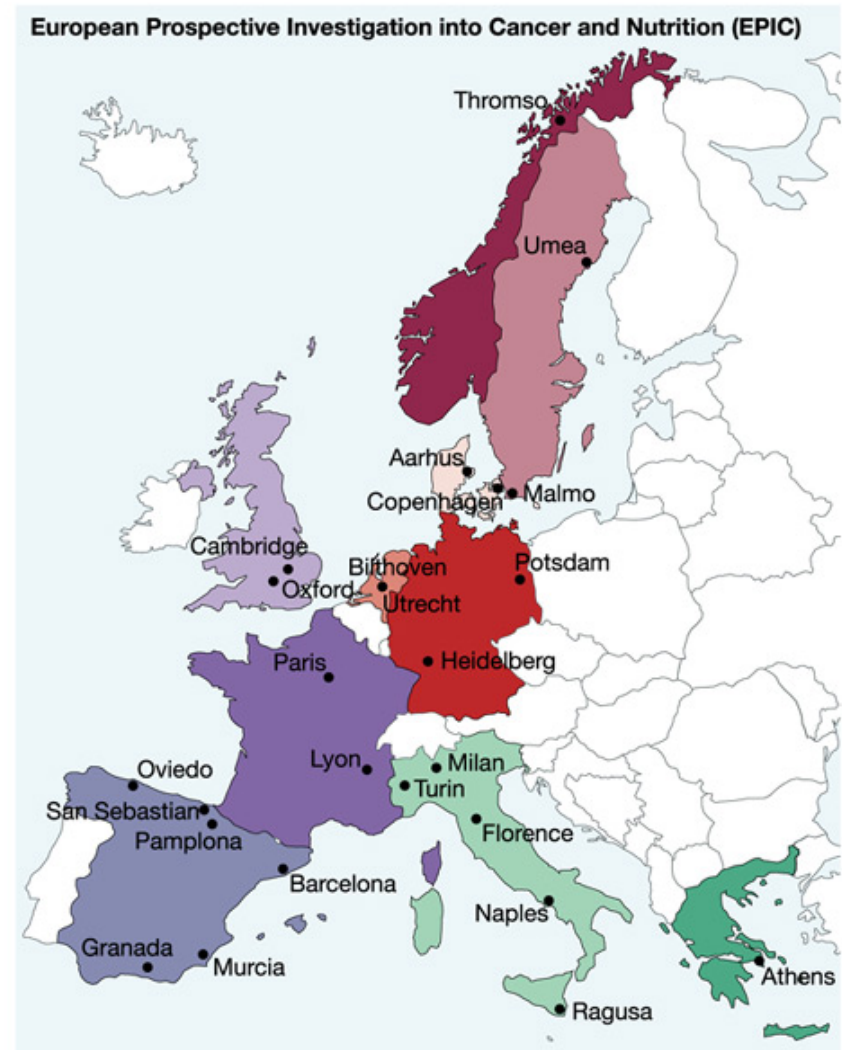 European Prospective Investigation into Cancer and Nutrition (EPIC)
Thromso
Umea
Aarhus
Copenhagen
Malmo
Cambridge
Oxford
Bilthoven
Utrecht
Potsdam
Heidelberg
Paris
Lyon
Milan
Turin
Oviedo
San Sebastian
Pamplona
Florence
Barcelona
Naples
Granada
Murcia
Athens
Ragusa